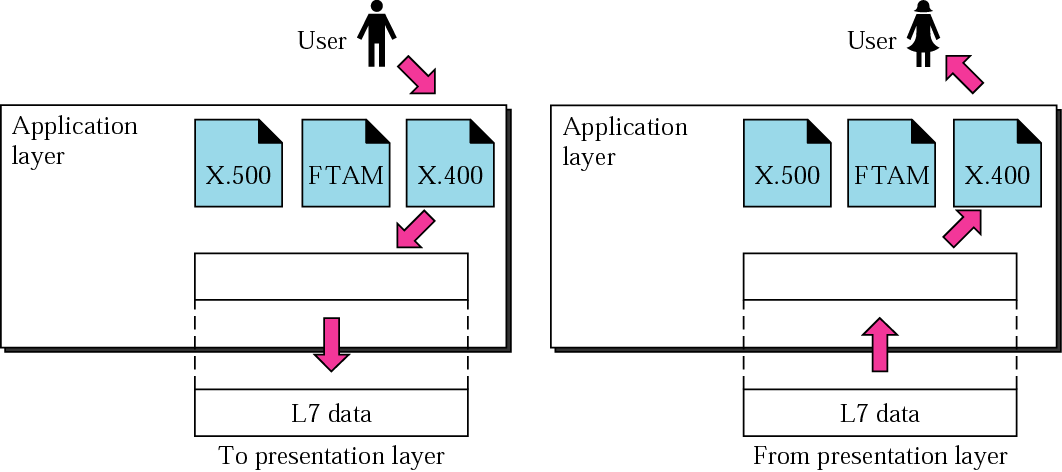 User
Application
layer
X.500
FTAM
X.400
L7 data
To presentation layer
User
Application
layer
X.500
FTAM
X.400
L7 data
From presentation layer